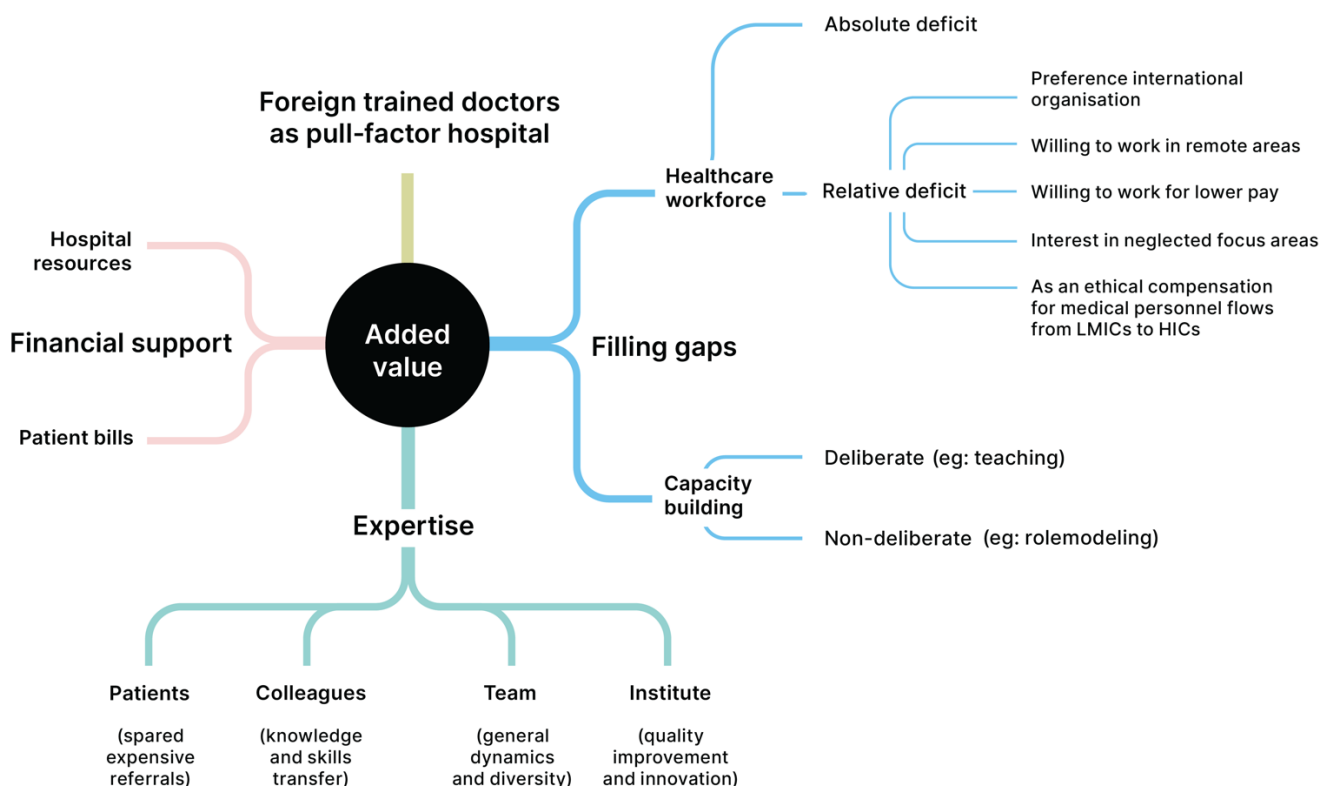 Foreign trained doctors
as pull-factor hospital
Added
value
Financial support
Hospital
resources
Patient bills
Filling gaps
Healthcare
workforce
Absolute deficit
Relative deficit
Preference international
organisation
Willing to work in remote areas
Willing to work for lower pay
Interest in neglected focus areas
As an ethical compensation
for medical personnel flows
from LMICs to HICs
Capacity
building
Deliberate (eg: teaching)
Non-deliberate (eg: rolemodeling)
Expertise
Patients
(spared
expensive
referrals)
Colleagues
(knowledge
and skills
transfer)
Team
(general
dynamics
and diversity)
Institute
(quality
improvement
and innovation)